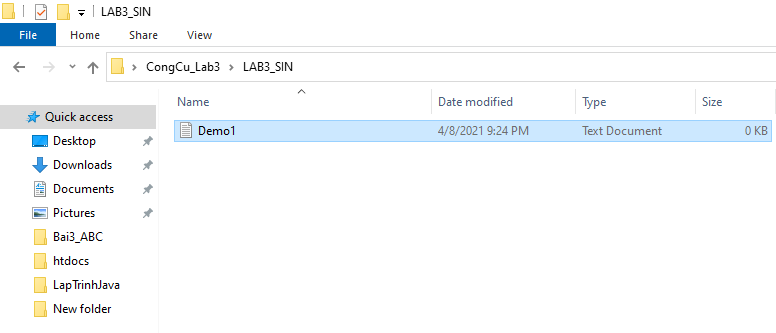 LAB3_SIN
File Home Share View
CongCu_Lab3 LAB3_SIN
Name Date modified Type Size
Quick access
Demo1 4/8/2021 9:24 PM Text Document 0 KB
Desktop
Downloads
Documents
Pictures
Bai3_ABC
htdocs
LapTrinhJava
New folder